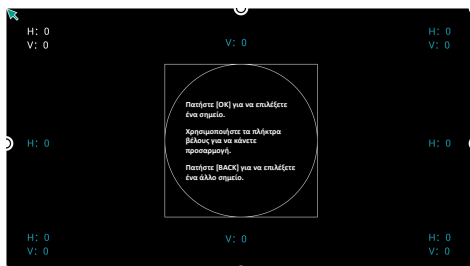 H: 0
V: 0
V: 0
H: 0
V: 0
Πατήστε [OK] για να επιλέξετε
ένα σημείο.
Χρησιμοποιήστε τα πλήκτρα
βέλους για να κάνετε
προσαρμογή.
Πατήστε [BACK] για να επιλέξετε
ένα άλλο σημείο.
H: 0
H: 0
H: 0
V: 0
V: 0
H: 0
V: 0